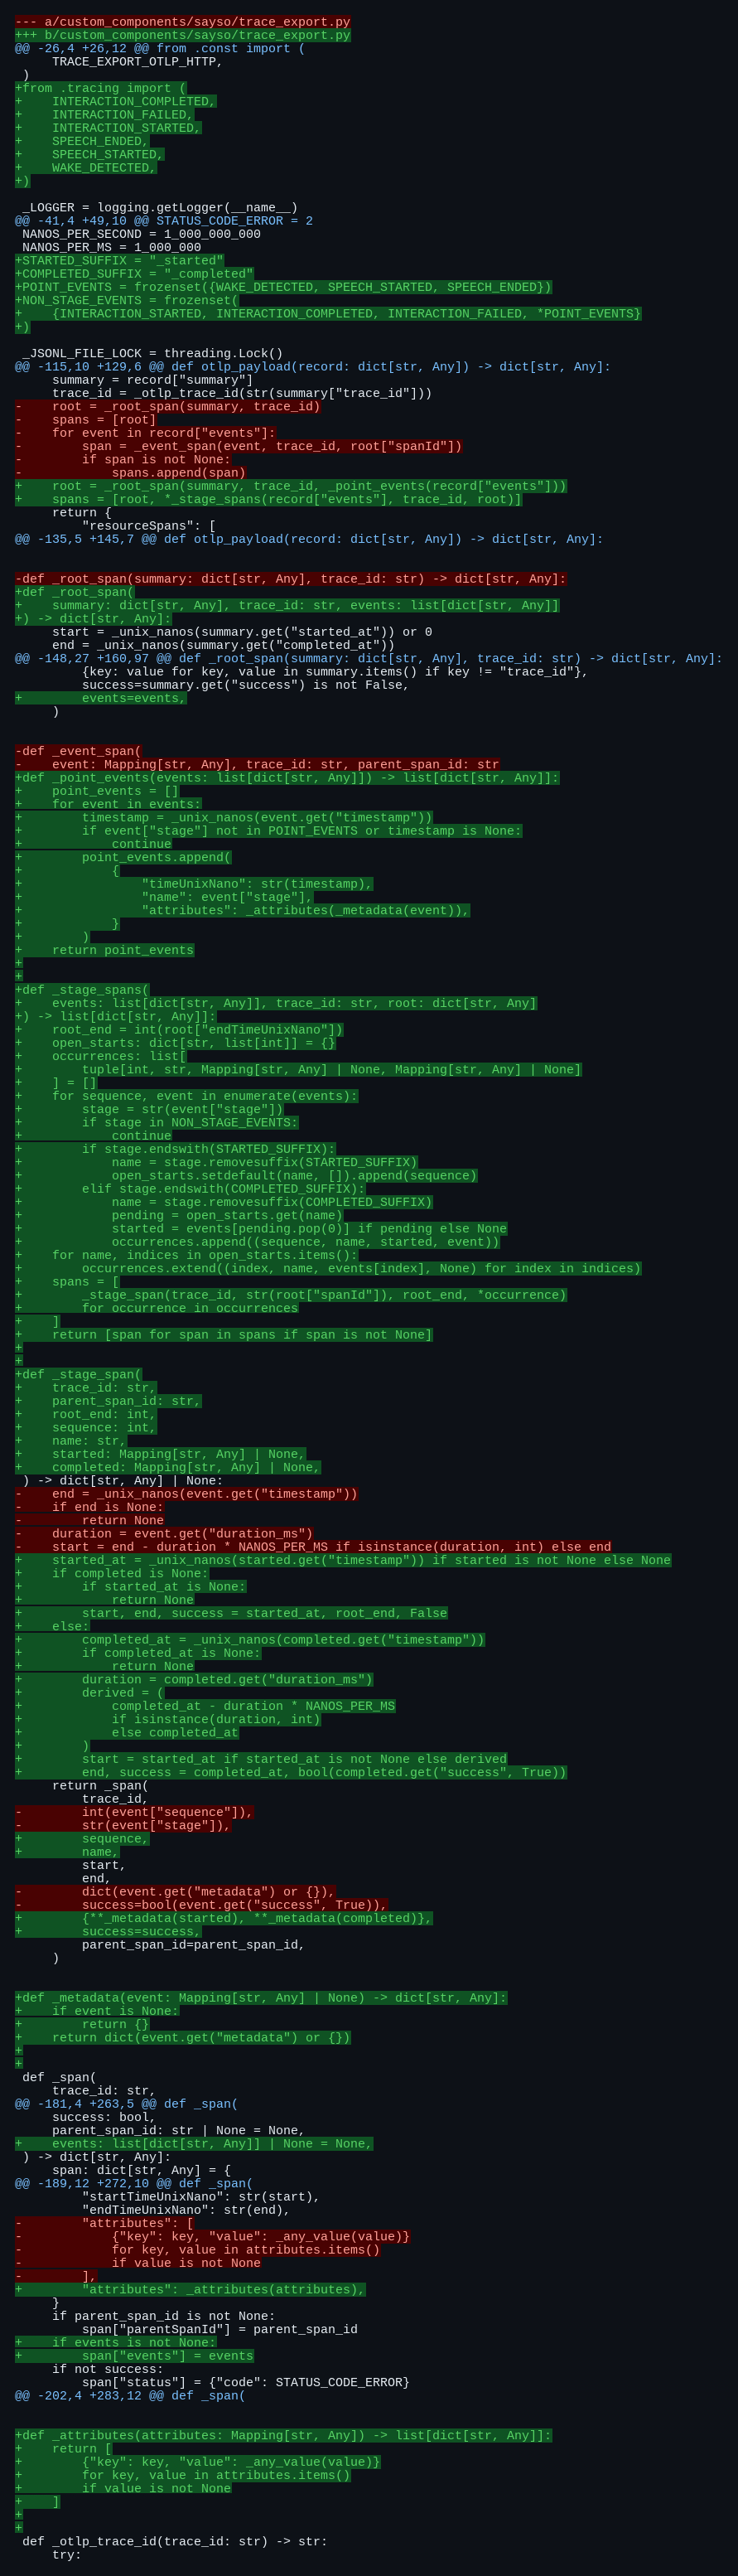 --- a/custom_components/sayso/trace_export.py
+++ b/custom_components/sayso/trace_export.py
@@ -26,4 +26,12 @@ from .const import (
     TRACE_EXPORT_OTLP_HTTP,
 )
+from .tracing import (
+    INTERACTION_COMPLETED,
+    INTERACTION_FAILED,
+    INTERACTION_STARTED,
+    SPEECH_ENDED,
+    SPEECH_STARTED,
+    WAKE_DETECTED,
+)
 
 _LOGGER = logging.getLogger(__name__)
@@ -41,4 +49,10 @@ STATUS_CODE_ERROR = 2
 NANOS_PER_SECOND = 1_000_000_000
 NANOS_PER_MS = 1_000_000
+STARTED_SUFFIX = "_started"
+COMPLETED_SUFFIX = "_completed"
+POINT_EVENTS = frozenset({WAKE_DETECTED, SPEECH_STARTED, SPEECH_ENDED})
+NON_STAGE_EVENTS = frozenset(
+    {INTERACTION_STARTED, INTERACTION_COMPLETED, INTERACTION_FAILED, *POINT_EVENTS}
+)
 
 _JSONL_FILE_LOCK = threading.Lock()
@@ -115,10 +129,6 @@ def otlp_payload(record: dict[str, Any]) -> dict[str, Any]:
     summary = record["summary"]
     trace_id = _otlp_trace_id(str(summary["trace_id"]))
-    root = _root_span(summary, trace_id)
-    spans = [root]
-    for event in record["events"]:
-        span = _event_span(event, trace_id, root["spanId"])
-        if span is not None:
-            spans.append(span)
+    root = _root_span(summary, trace_id, _point_events(record["events"]))
+    spans = [root, *_stage_spans(record["events"], trace_id, root)]
     return {
         "resourceSpans": [
@@ -135,5 +145,7 @@ def otlp_payload(record: dict[str, Any]) -> dict[str, Any]:
 
 
-def _root_span(summary: dict[str, Any], trace_id: str) -> dict[str, Any]:
+def _root_span(
+    summary: dict[str, Any], trace_id: str, events: list[dict[str, Any]]
+) -> dict[str, Any]:
     start = _unix_nanos(summary.get("started_at")) or 0
     end = _unix_nanos(summary.get("completed_at"))
@@ -148,27 +160,97 @@ def _root_span(summary: dict[str, Any], trace_id: str) -> dict[str, Any]:
         {key: value for key, value in summary.items() if key != "trace_id"},
         success=summary.get("success") is not False,
+        events=events,
     )
 
 
-def _event_span(
-    event: Mapping[str, Any], trace_id: str, parent_span_id: str
+def _point_events(events: list[dict[str, Any]]) -> list[dict[str, Any]]:
+    point_events = []
+    for event in events:
+        timestamp = _unix_nanos(event.get("timestamp"))
+        if event["stage"] not in POINT_EVENTS or timestamp is None:
+            continue
+        point_events.append(
+            {
+                "timeUnixNano": str(timestamp),
+                "name": event["stage"],
+                "attributes": _attributes(_metadata(event)),
+            }
+        )
+    return point_events
+
+
+def _stage_spans(
+    events: list[dict[str, Any]], trace_id: str, root: dict[str, Any]
+) -> list[dict[str, Any]]:
+    root_end = int(root["endTimeUnixNano"])
+    open_starts: dict[str, list[int]] = {}
+    occurrences: list[
+        tuple[int, str, Mapping[str, Any] | None, Mapping[str, Any] | None]
+    ] = []
+    for sequence, event in enumerate(events):
+        stage = str(event["stage"])
+        if stage in NON_STAGE_EVENTS:
+            continue
+        if stage.endswith(STARTED_SUFFIX):
+            name = stage.removesuffix(STARTED_SUFFIX)
+            open_starts.setdefault(name, []).append(sequence)
+        elif stage.endswith(COMPLETED_SUFFIX):
+            name = stage.removesuffix(COMPLETED_SUFFIX)
+            pending = open_starts.get(name)
+            started = events[pending.pop(0)] if pending else None
+            occurrences.append((sequence, name, started, event))
+    for name, indices in open_starts.items():
+        occurrences.extend((index, name, events[index], None) for index in indices)
+    spans = [
+        _stage_span(trace_id, str(root["spanId"]), root_end, *occurrence)
+        for occurrence in occurrences
+    ]
+    return [span for span in spans if span is not None]
+
+
+def _stage_span(
+    trace_id: str,
+    parent_span_id: str,
+    root_end: int,
+    sequence: int,
+    name: str,
+    started: Mapping[str, Any] | None,
+    completed: Mapping[str, Any] | None,
 ) -> dict[str, Any] | None:
-    end = _unix_nanos(event.get("timestamp"))
-    if end is None:
-        return None
-    duration = event.get("duration_ms")
-    start = end - duration * NANOS_PER_MS if isinstance(duration, int) else end
+    started_at = _unix_nanos(started.get("timestamp")) if started is not None else None
+    if completed is None:
+        if started_at is None:
+            return None
+        start, end, success = started_at, root_end, False
+    else:
+        completed_at = _unix_nanos(completed.get("timestamp"))
+        if completed_at is None:
+            return None
+        duration = completed.get("duration_ms")
+        derived = (
+            completed_at - duration * NANOS_PER_MS
+            if isinstance(duration, int)
+            else completed_at
+        )
+        start = started_at if started_at is not None else derived
+        end, success = completed_at, bool(completed.get("success", True))
     return _span(
         trace_id,
-        int(event["sequence"]),
-        str(event["stage"]),
+        sequence,
+        name,
         start,
         end,
-        dict(event.get("metadata") or {}),
-        success=bool(event.get("success", True)),
+        {**_metadata(started), **_metadata(completed)},
+        success=success,
         parent_span_id=parent_span_id,
     )
 
 
+def _metadata(event: Mapping[str, Any] | None) -> dict[str, Any]:
+    if event is None:
+        return {}
+    return dict(event.get("metadata") or {})
+
+
 def _span(
     trace_id: str,
@@ -181,4 +263,5 @@ def _span(
     success: bool,
     parent_span_id: str | None = None,
+    events: list[dict[str, Any]] | None = None,
 ) -> dict[str, Any]:
     span: dict[str, Any] = {
@@ -189,12 +272,10 @@ def _span(
         "startTimeUnixNano": str(start),
         "endTimeUnixNano": str(end),
-        "attributes": [
-            {"key": key, "value": _any_value(value)}
-            for key, value in attributes.items()
-            if value is not None
-        ],
+        "attributes": _attributes(attributes),
     }
     if parent_span_id is not None:
         span["parentSpanId"] = parent_span_id
+    if events is not None:
+        span["events"] = events
     if not success:
         span["status"] = {"code": STATUS_CODE_ERROR}
@@ -202,4 +283,12 @@ def _span(
 
 
+def _attributes(attributes: Mapping[str, Any]) -> list[dict[str, Any]]:
+    return [
+        {"key": key, "value": _any_value(value)}
+        for key, value in attributes.items()
+        if value is not None
+    ]
+
+
 def _otlp_trace_id(trace_id: str) -> str:
     try: